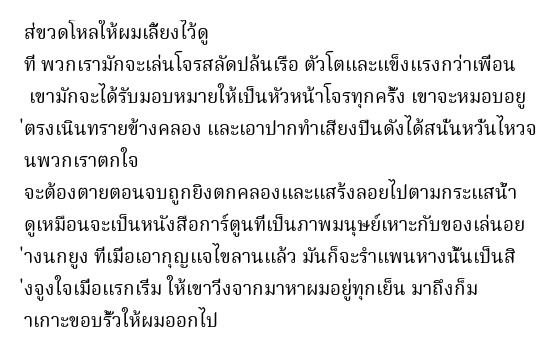 ส่ขวดโหลให้ผมเลี้ยงไว้ดู
ที่ พวกเรามักจะเล่นโจรสลัดปล้นเรือ ตัวโตและแข็งแรงกว่าเพื่อน
เขามักจะได้รับมอบหมายให้เป็นหัวหน้าโจรทุกครั้ง เขาจะหมอบอยู
่ตรงเนินทรายข้างคลอง และเอาปากทำเสียงปืนดังได้สนั่นหวั่นไหวจ
นพวกเราตกใจ
จะต้องตายตอนจบถูกยิงตกคลองและแสร้งลอยไปตามกระแสน้ำ
ดูเหมือนจะเป็นหนังสือการ์ตูนที่เป็นภาพมนุษย์เหาะกับของเล่นอย
่างนกยูง ที่เมื่อเอากุญแจไขลานแล้ว มันก็จะรำแพนหางนั้นเป็นสิ
่งจูงใจเมื่อแรกเริ่ม ให้เขาวิ่งจากมาหาผมอยู่ทุกเย็น มาถึงก็ม
าเกาะขอบรั้วให้ผมออกไป